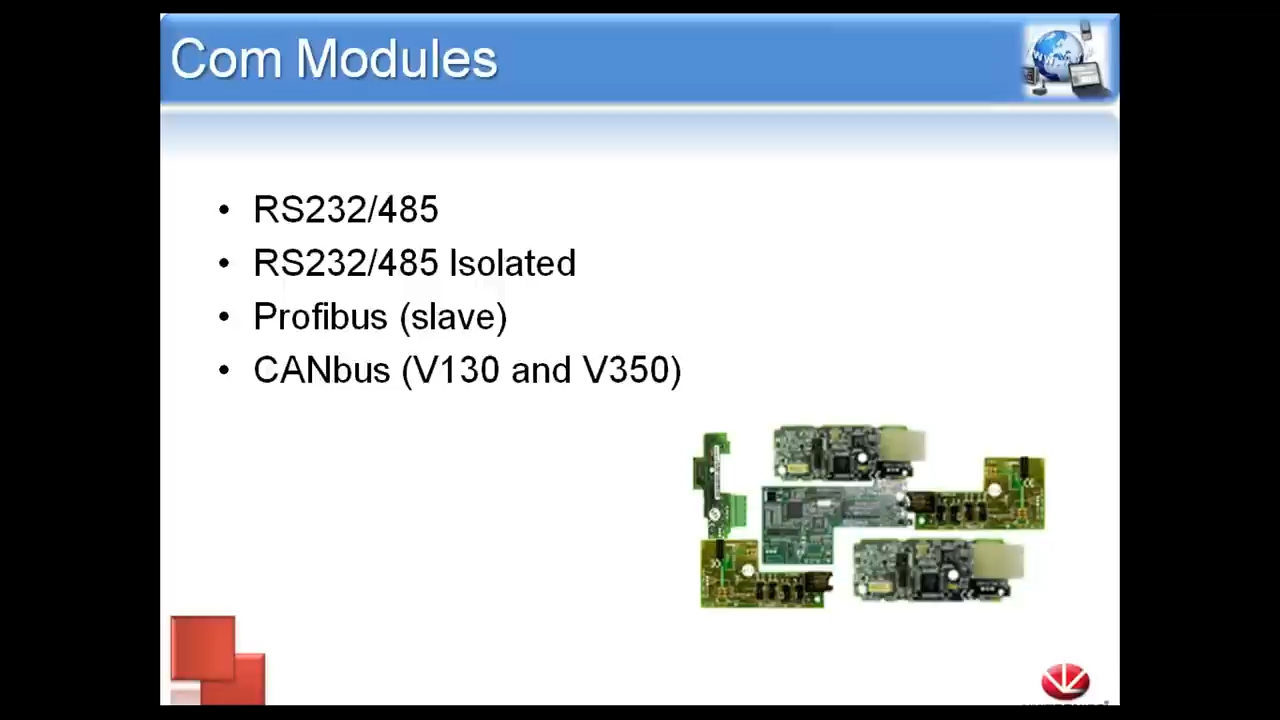 Com Modules
• RS232/485
• RS232/485 Isolated
• Profibus (slave)
• CANbus (V130 and V350)